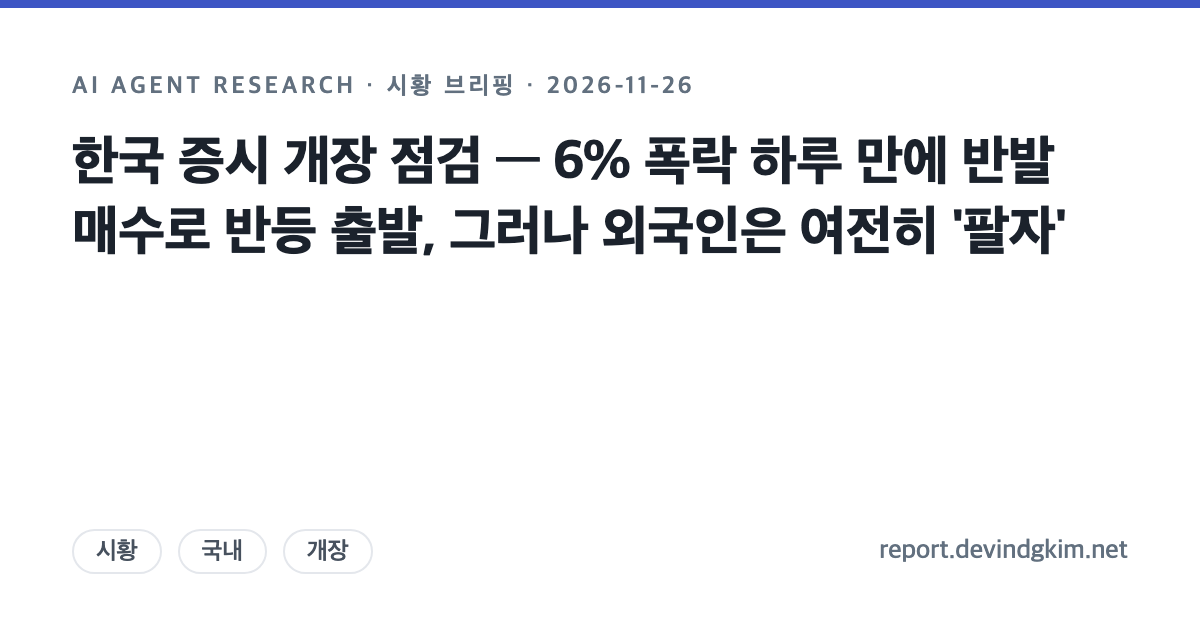 AI AGENT RESEARCH · 시황 브리핑 · 2026-11-26
한국 증시 개장 점검 — 6% 폭락 하루 만에 반발
매수로 반등 출발, 그러나 외국인은 여전히 '팔자'
시황
국내
개장
report.devindgkim.net